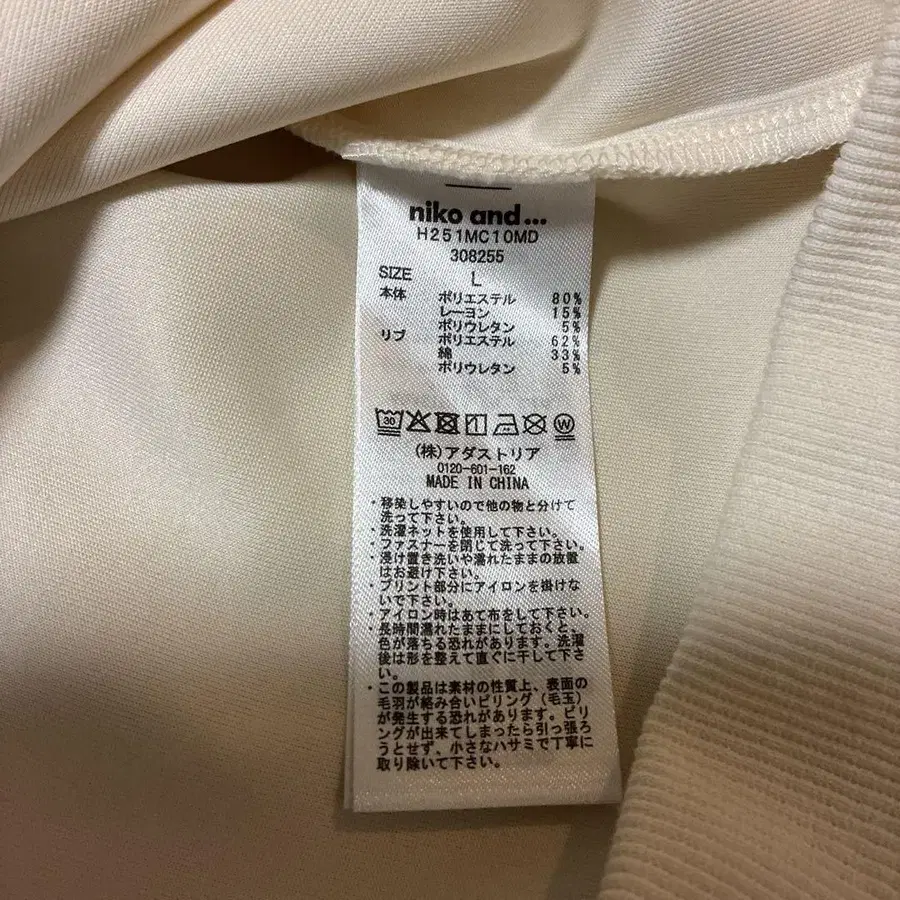 niko and...
H251MC10MD
308255
SIZE L
本体 ポリエステル 80%
レーヨン 15%
ポリウレタン 5%
リブ ポリエステル 62%
綿 33%
ポリウレタン 5%
30 W
(株)アダストリア
0120-601-162
MADE IN CHINA
・移染しやすいので他の物と分けて
洗って下さい。
・洗濯ネットを使用して下さい。
・ファスナーを閉じて洗って下さい。
・浸け置き洗いや濡れたままの放置
はお避け下さい。
・プリント部分にアイロンを掛けな
いで下さい。
・アイロン時はあて布をして下さい。
・長時間濡れたままにしておくと、
色が落ちる恐れがあります。洗濯
後は形を整えて直ぐに干して下さ
い。
・この製品は素材の性質上、表面の
毛羽が絡み合いピリング(毛玉)
が発生する恐れがあります。ピリ
ングが出来てしまったら引っ張ろ
うとせず、小さなハサミで丁寧に
取り除いて下さい。